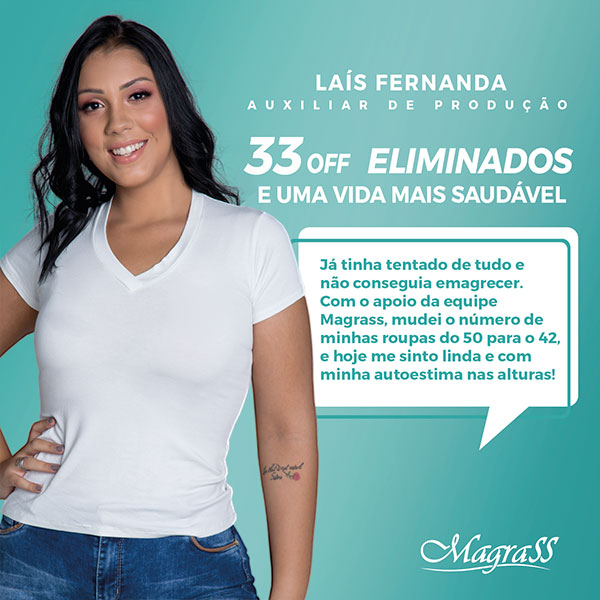 LAÍS FERNANDA
AUXILIAR DE PRODUÇÃO
33 OFF ELIMINADOS
E UMA VIDA MAIS SAUDÁVEL
Já tinha tentado de tudo e
não conseguia emagrecer.
Com o apoio da equipe
Magrass, mudei o número de
minhas roupas do 50 para o 42,
e hoje me sinto linda e com
minha autoestima nas alturas!
MagraSS